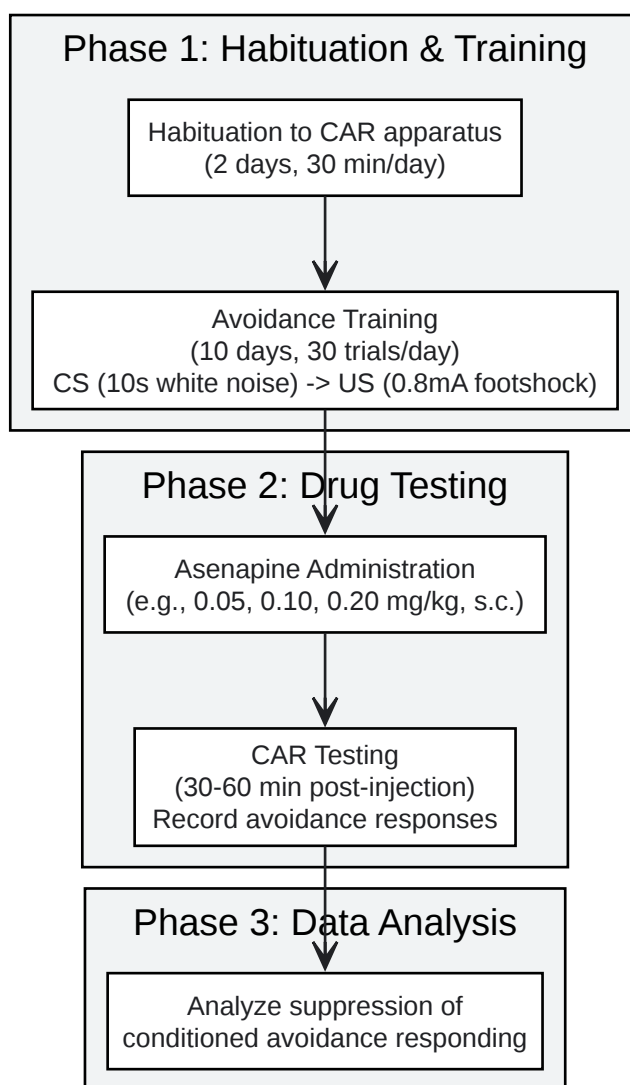 Phase 1: Habituation & Training
Habituation to CAR apparatus
(2 days, 30 min/day)
Avoidance Training
(10 days, 30 trials/day)
CS (10s white noise) -> US (0.8mA footshock)
Phase 2: Drug Testing
Asenapine Administration
(e.g., 0.05, 0.10, 0.20 mg/kg, s.c.)
CAR Testing
(30-60 min post-injection)
Record avoidance responses
Phase 3: Data Analysis
Analyze suppression of
conditioned avoidance responding